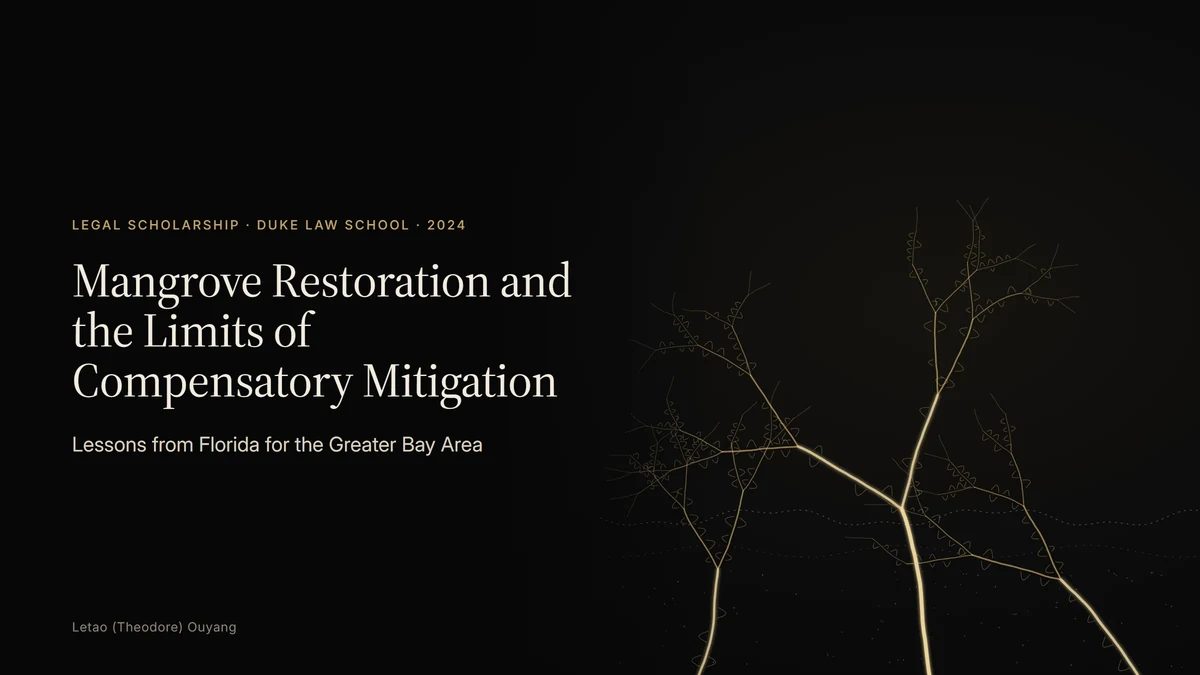 LEGAL SCHOLARSHIP · DUKE LAW SCHOOL · 2024
Mangrove Restoration and
the Limits of
Compensatory Mitigation
Lessons from Florida for the Greater Bay Area
Letao (Theodore) Ouyang